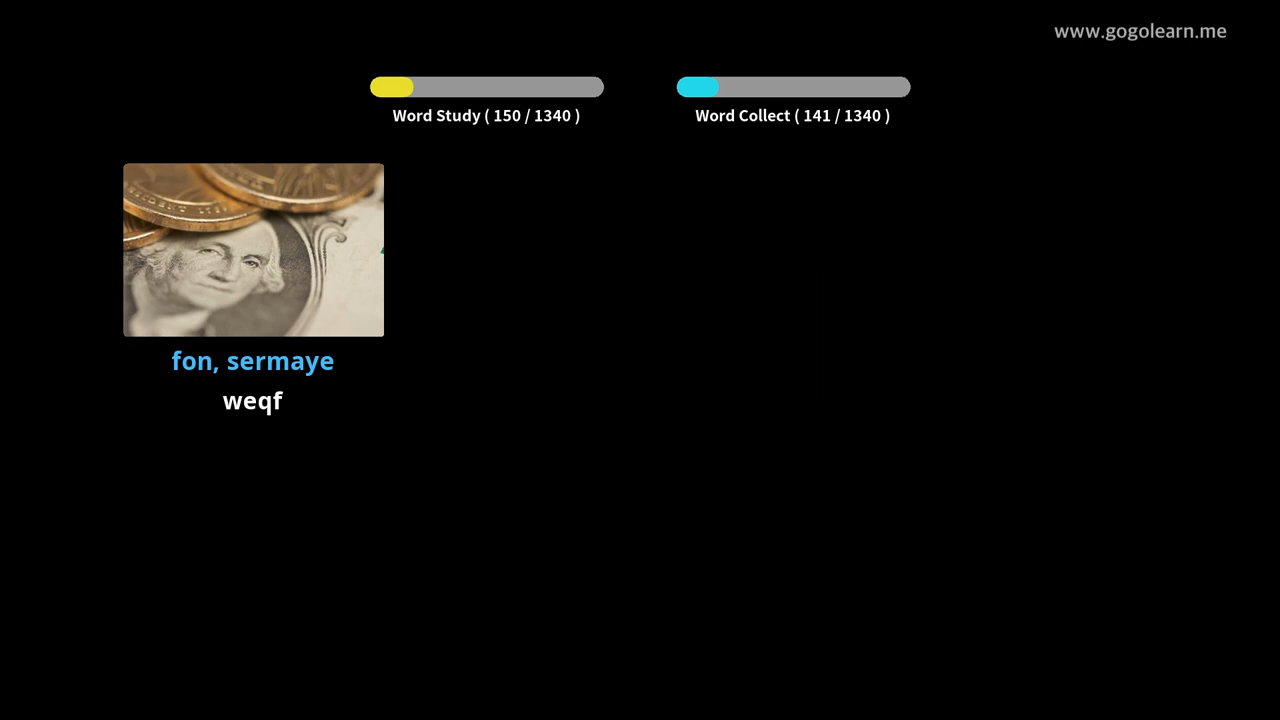 www.gogolearn.me
Word Study ( 150 / 1340 )
Word Collect ( 141 / 1340 )
fon, sermaye
weqf